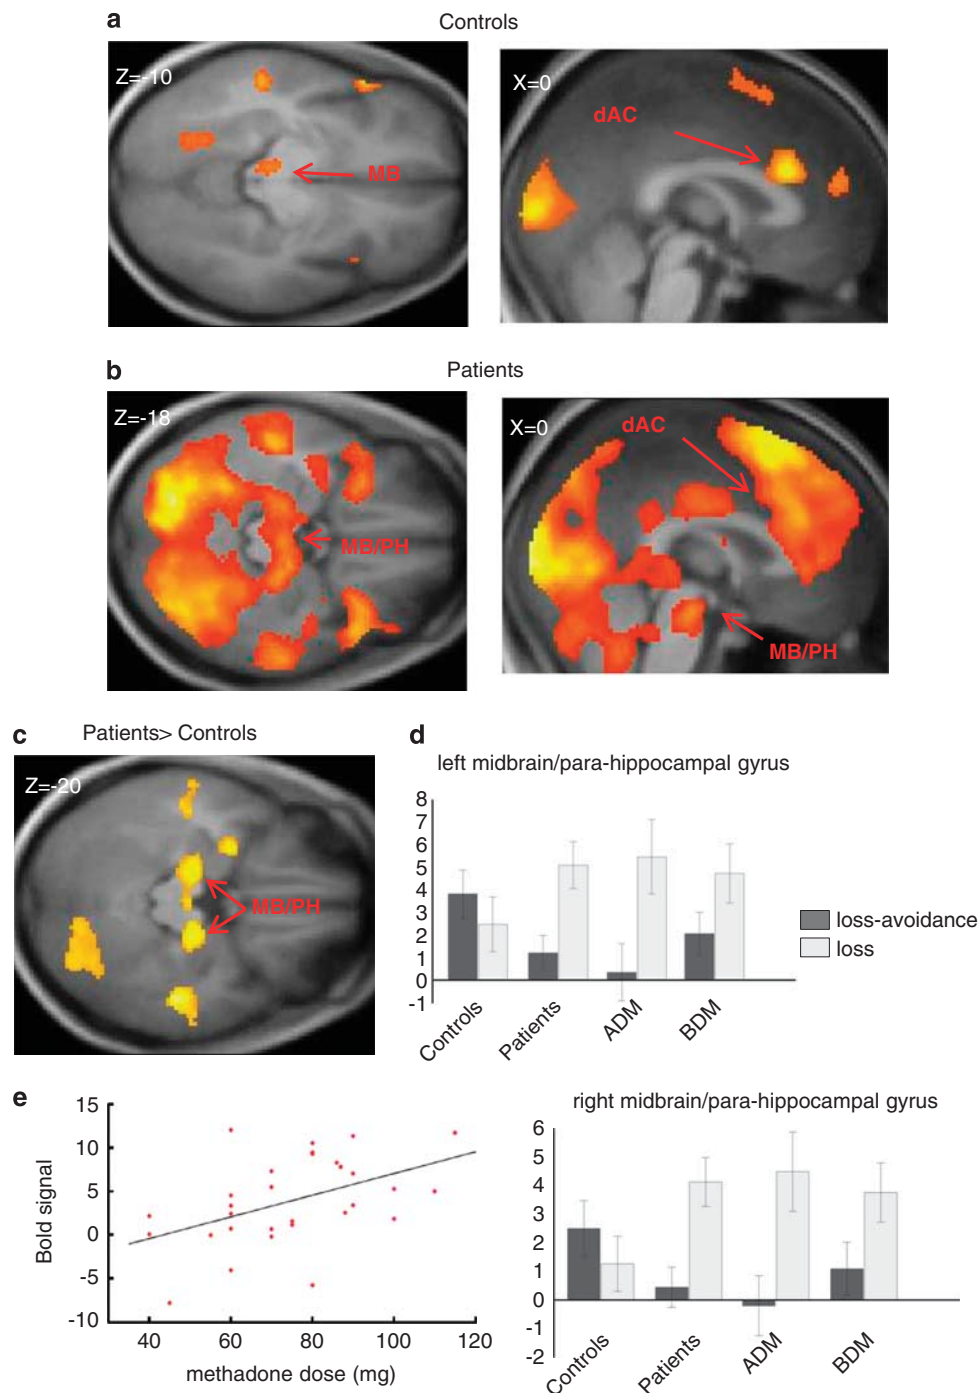 a
Controls
Z=-10
MB
X=0
dAC
b
Patients
Z=-18
MB/PH
X=0
dAC
MB/PH
c
Patients> Controls
Z=-20
MB/PH
d
left midbrain/para-hippocampal gyrus
8
7
6
5
4
3
2
1
0
-1
Controls
Patients
ADM
BDM
loss-avoidance
loss
e
15
10
5
0
-5
-10
Bold signal
40
60
80
100
120
methadone dose (mg)
right midbrain/para-hippocampal gyrus
6
5
4
3
2
1
0
-1
-2
Controls
Patients
ADM
BDM